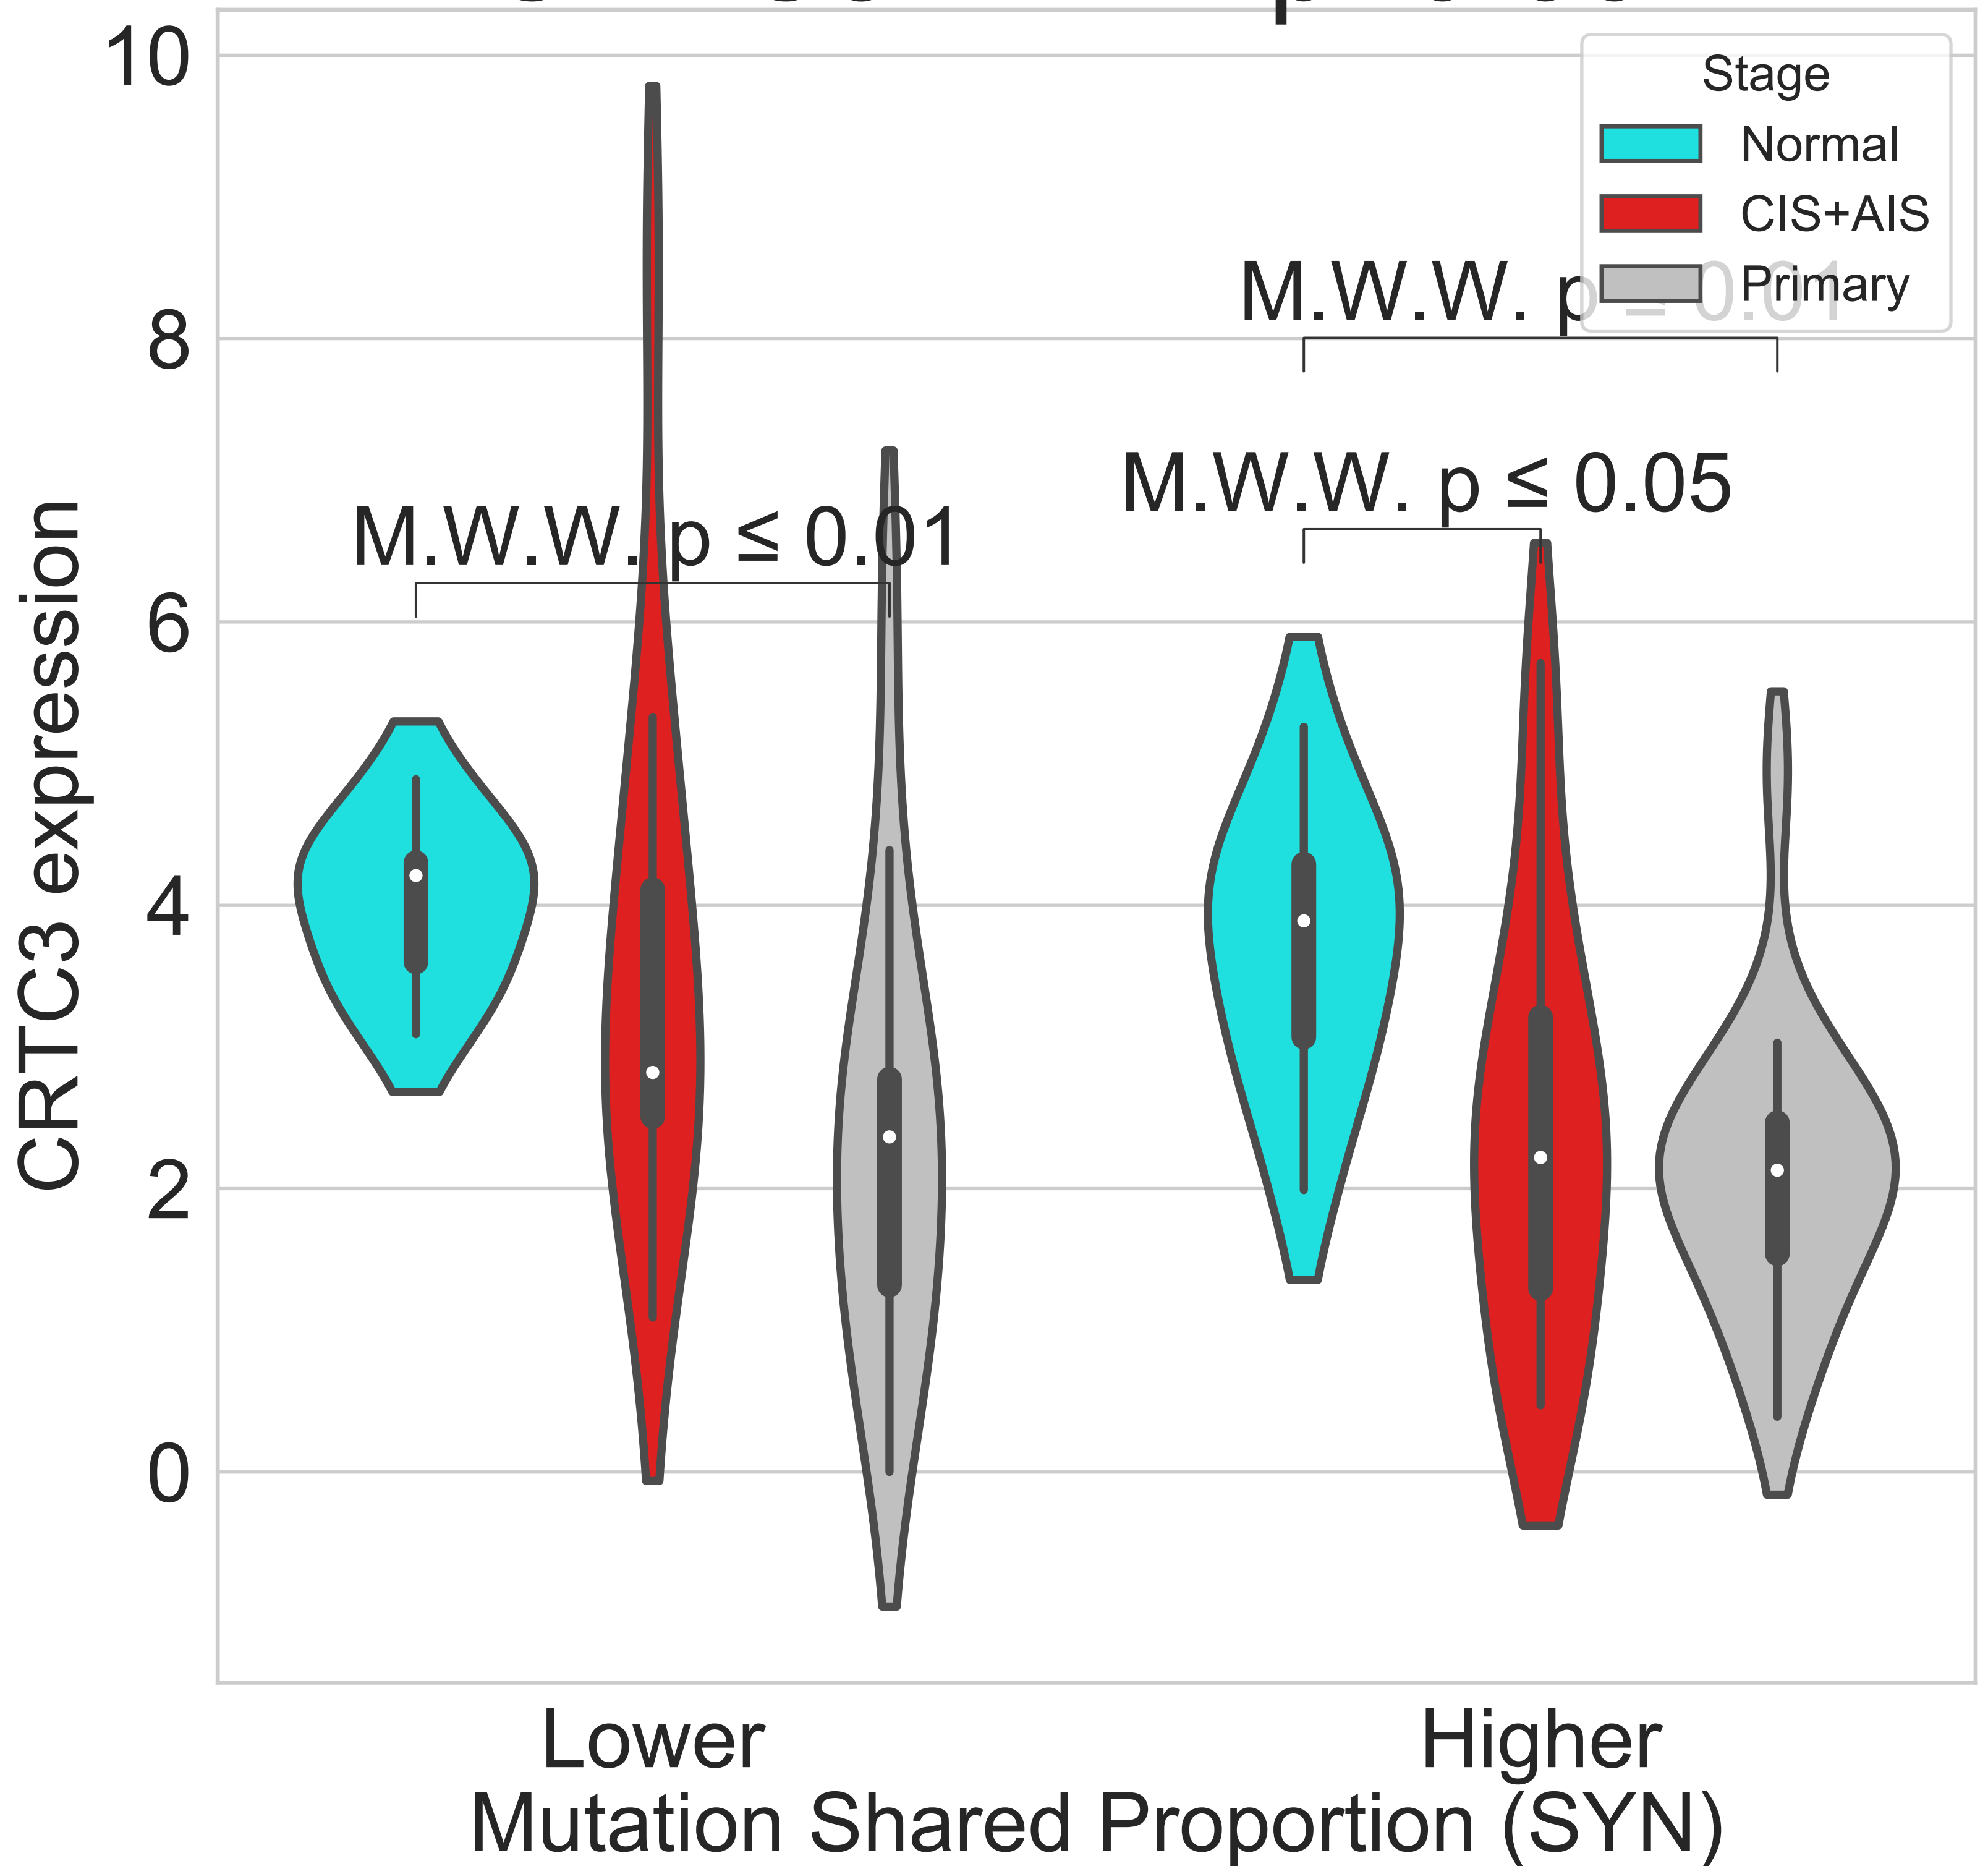 10
8
6
4
2
0
CRTC3 expression
Stage
Normal
CIS+AIS
Primary
M.W.W. p ≤ 0.01
M.W.W. p ≤ 0.05
M.W.W. p ≤ 0.01
Lower
Higher
Mutation Shared Proportion (SYN)